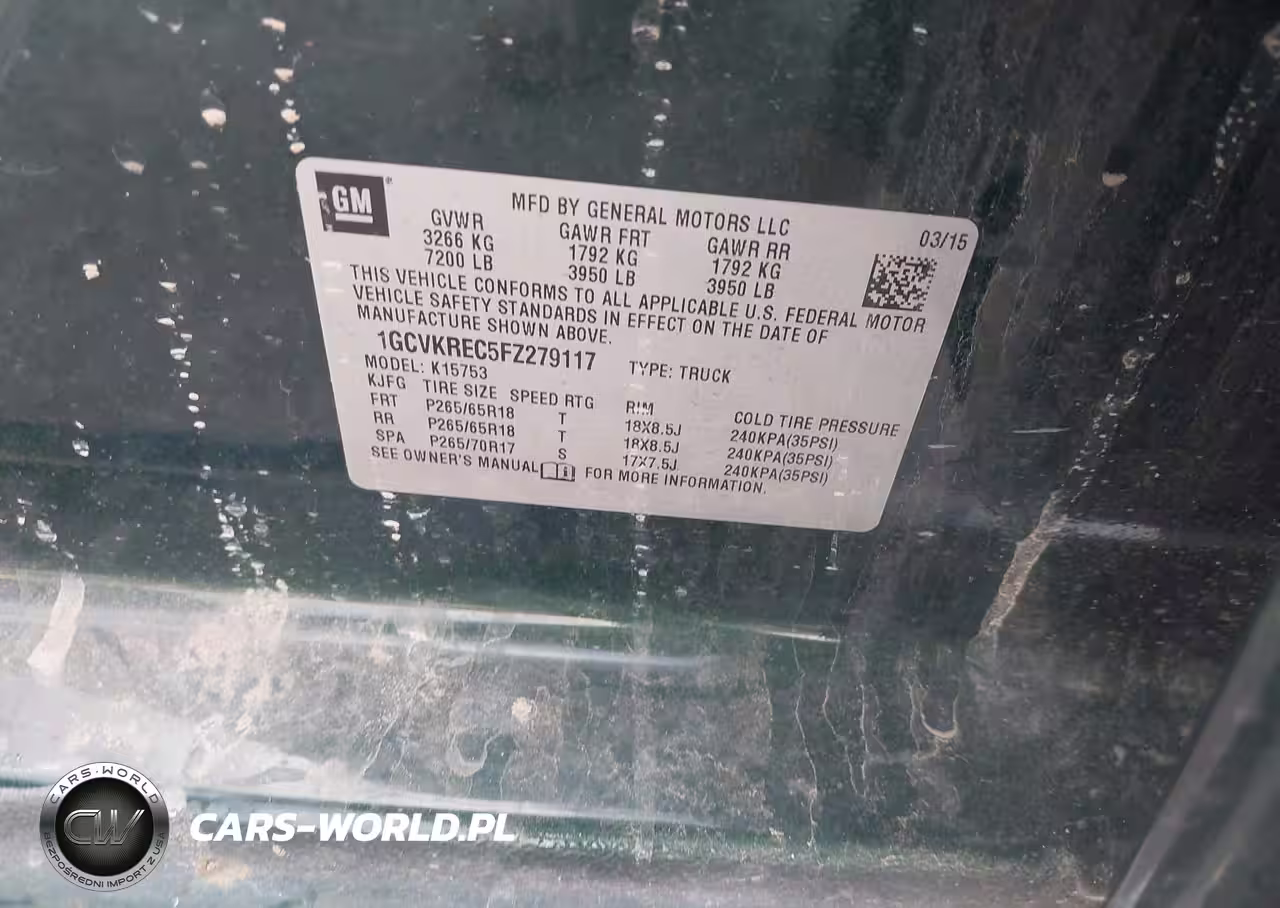 GM
MFD BY GENERAL MOTORS LLC
03/15
GVWR GAWR FRT GAWR RR
3266 KG 1792 KG 1792 KG
7200 LB 3950 LB 3950 LB
THIS VEHICLE CONFORMS TO ALL APPLICABLE U.S. FEDERAL MOTOR
VEHICLE SAFETY STANDARDS IN EFFECT ON THE DATE OF
MANUFACTURE SHOWN ABOVE.
1GCVKREC5FZ279117 TYPE: TRUCK
MODEL: K15753
KJFG TIRE SIZE SPEED RTG RIM COLD TIRE PRESSURE
FRT P265/65R18 T 18X8.5J 240KPA(35PSI)
RR P265/65R18 T 18X8.5J 240KPA(35PSI)
SPA P265/70R17 S 17X7.5J 240KPA(35PSI)
SEE OWNER'S MANUAL i FOR MORE INFORMATION.
CARS-WORLD
CW
BEZPOŚREDNI IMPORT Z USA
CARS-WORLD.PL